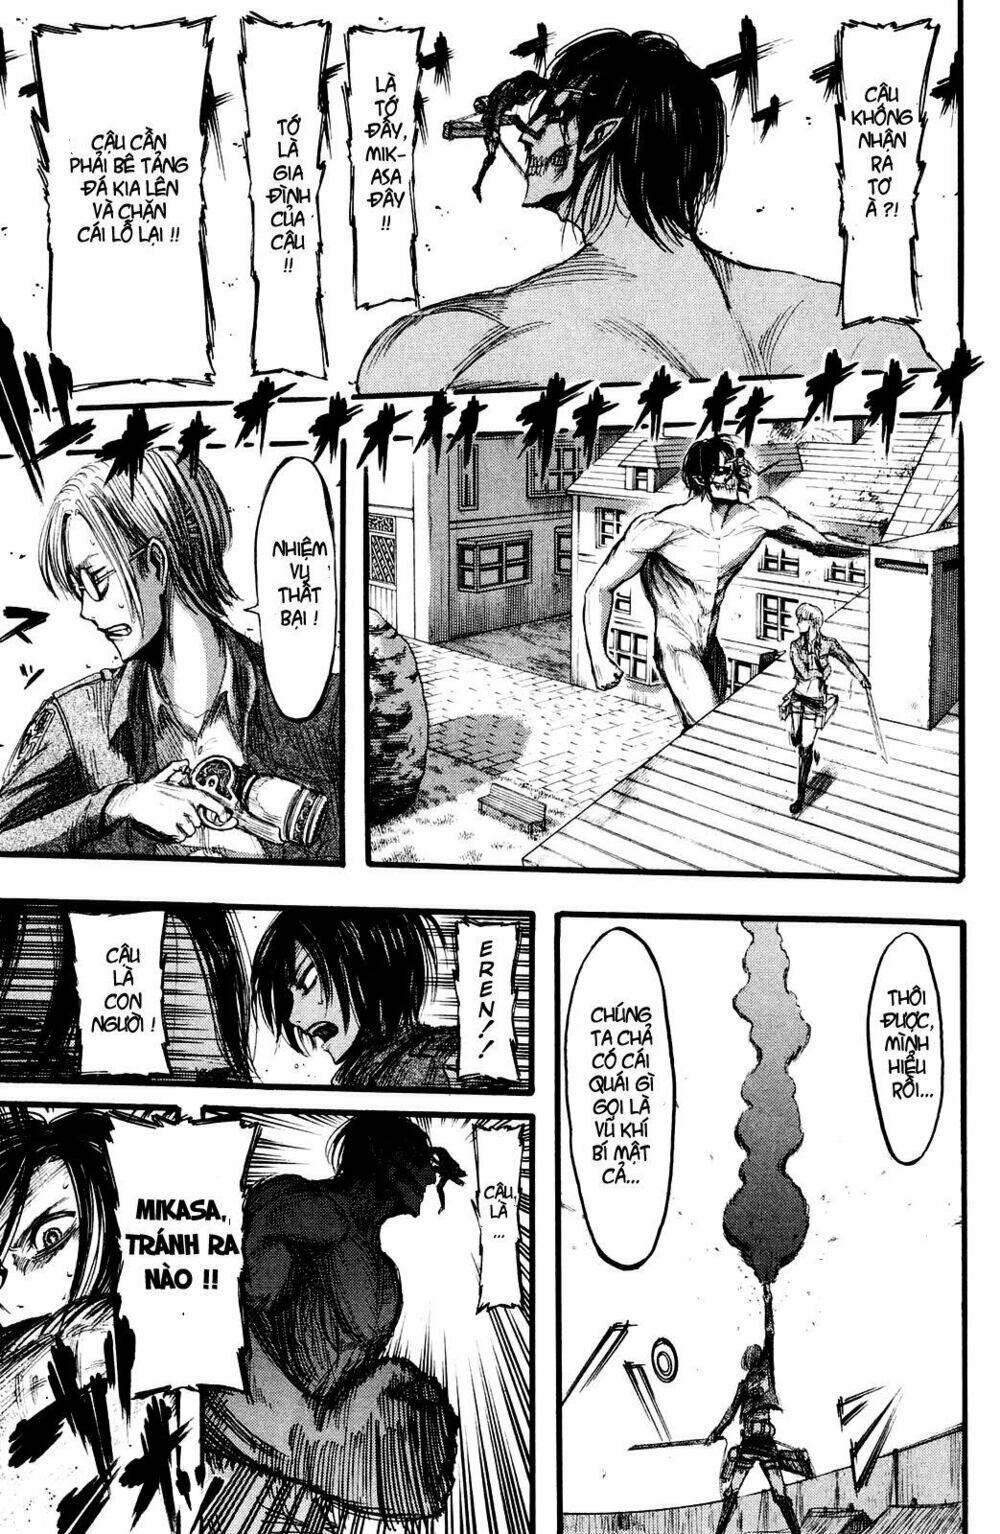 CẬU
KHÔNG
NHẬN
RA
TỚ
À ?!
LÀ
TỚ
ĐÂY,
MIK-
ASA
ĐÂY
!!
TỚ
LÀ
GIA
ĐÌNH
CỦA
CẬU
!!
CẬU CẦN
PHẢI BÊ TẢNG
ĐÁ KIA LÊN
VÀ CHẶN
CÁI LỖ LẠI !!
NHIỆM
VỤ
THẤT
BẠI !
THÔI
ĐƯỢC,
MÌNH
HIỂU
RỒI...
CHÚNG
TA CHẢ
CÓ CÁI
QUÁI GÌ
GỌI LÀ
VŨ KHÍ
BÍ MẬT
CẢ...
EREN!
CẬU
LÀ
CON
NGƯỜI !
CẬU
LÀ
...
MIKASA,
TRÁNH RA
NÀO !!